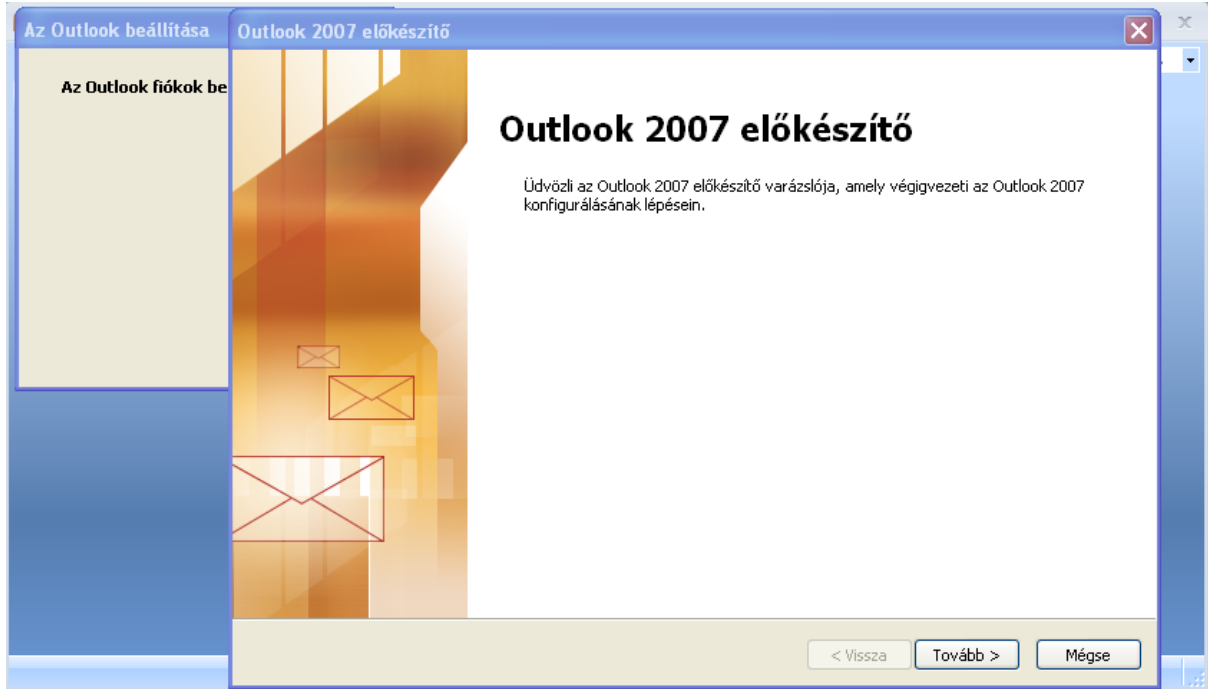 Az Outlook beállítása
Outlook 2007 előkészítő
Az Outlook fiókok be
Outlook 2007 előkészítő
Üdvözli az Outlook 2007 előkészítő varázslója, amely végigvezeti az Outlook 2007
konfigurálásának lépésein.
< Vissza
Tovább >
Mégse